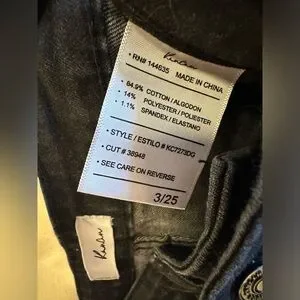 KanCan
• RN# 144635 MADE IN CHINA
• 84.9% COTTON / ALGODON
14% POLYESTER / POLIESTER
1.1% SPANDEX / ELASTANO
• STYLE / ESTILO # KC7273DG
• CUT # 38948
• SEE CARE ON REVERSE
3/25
KanCan